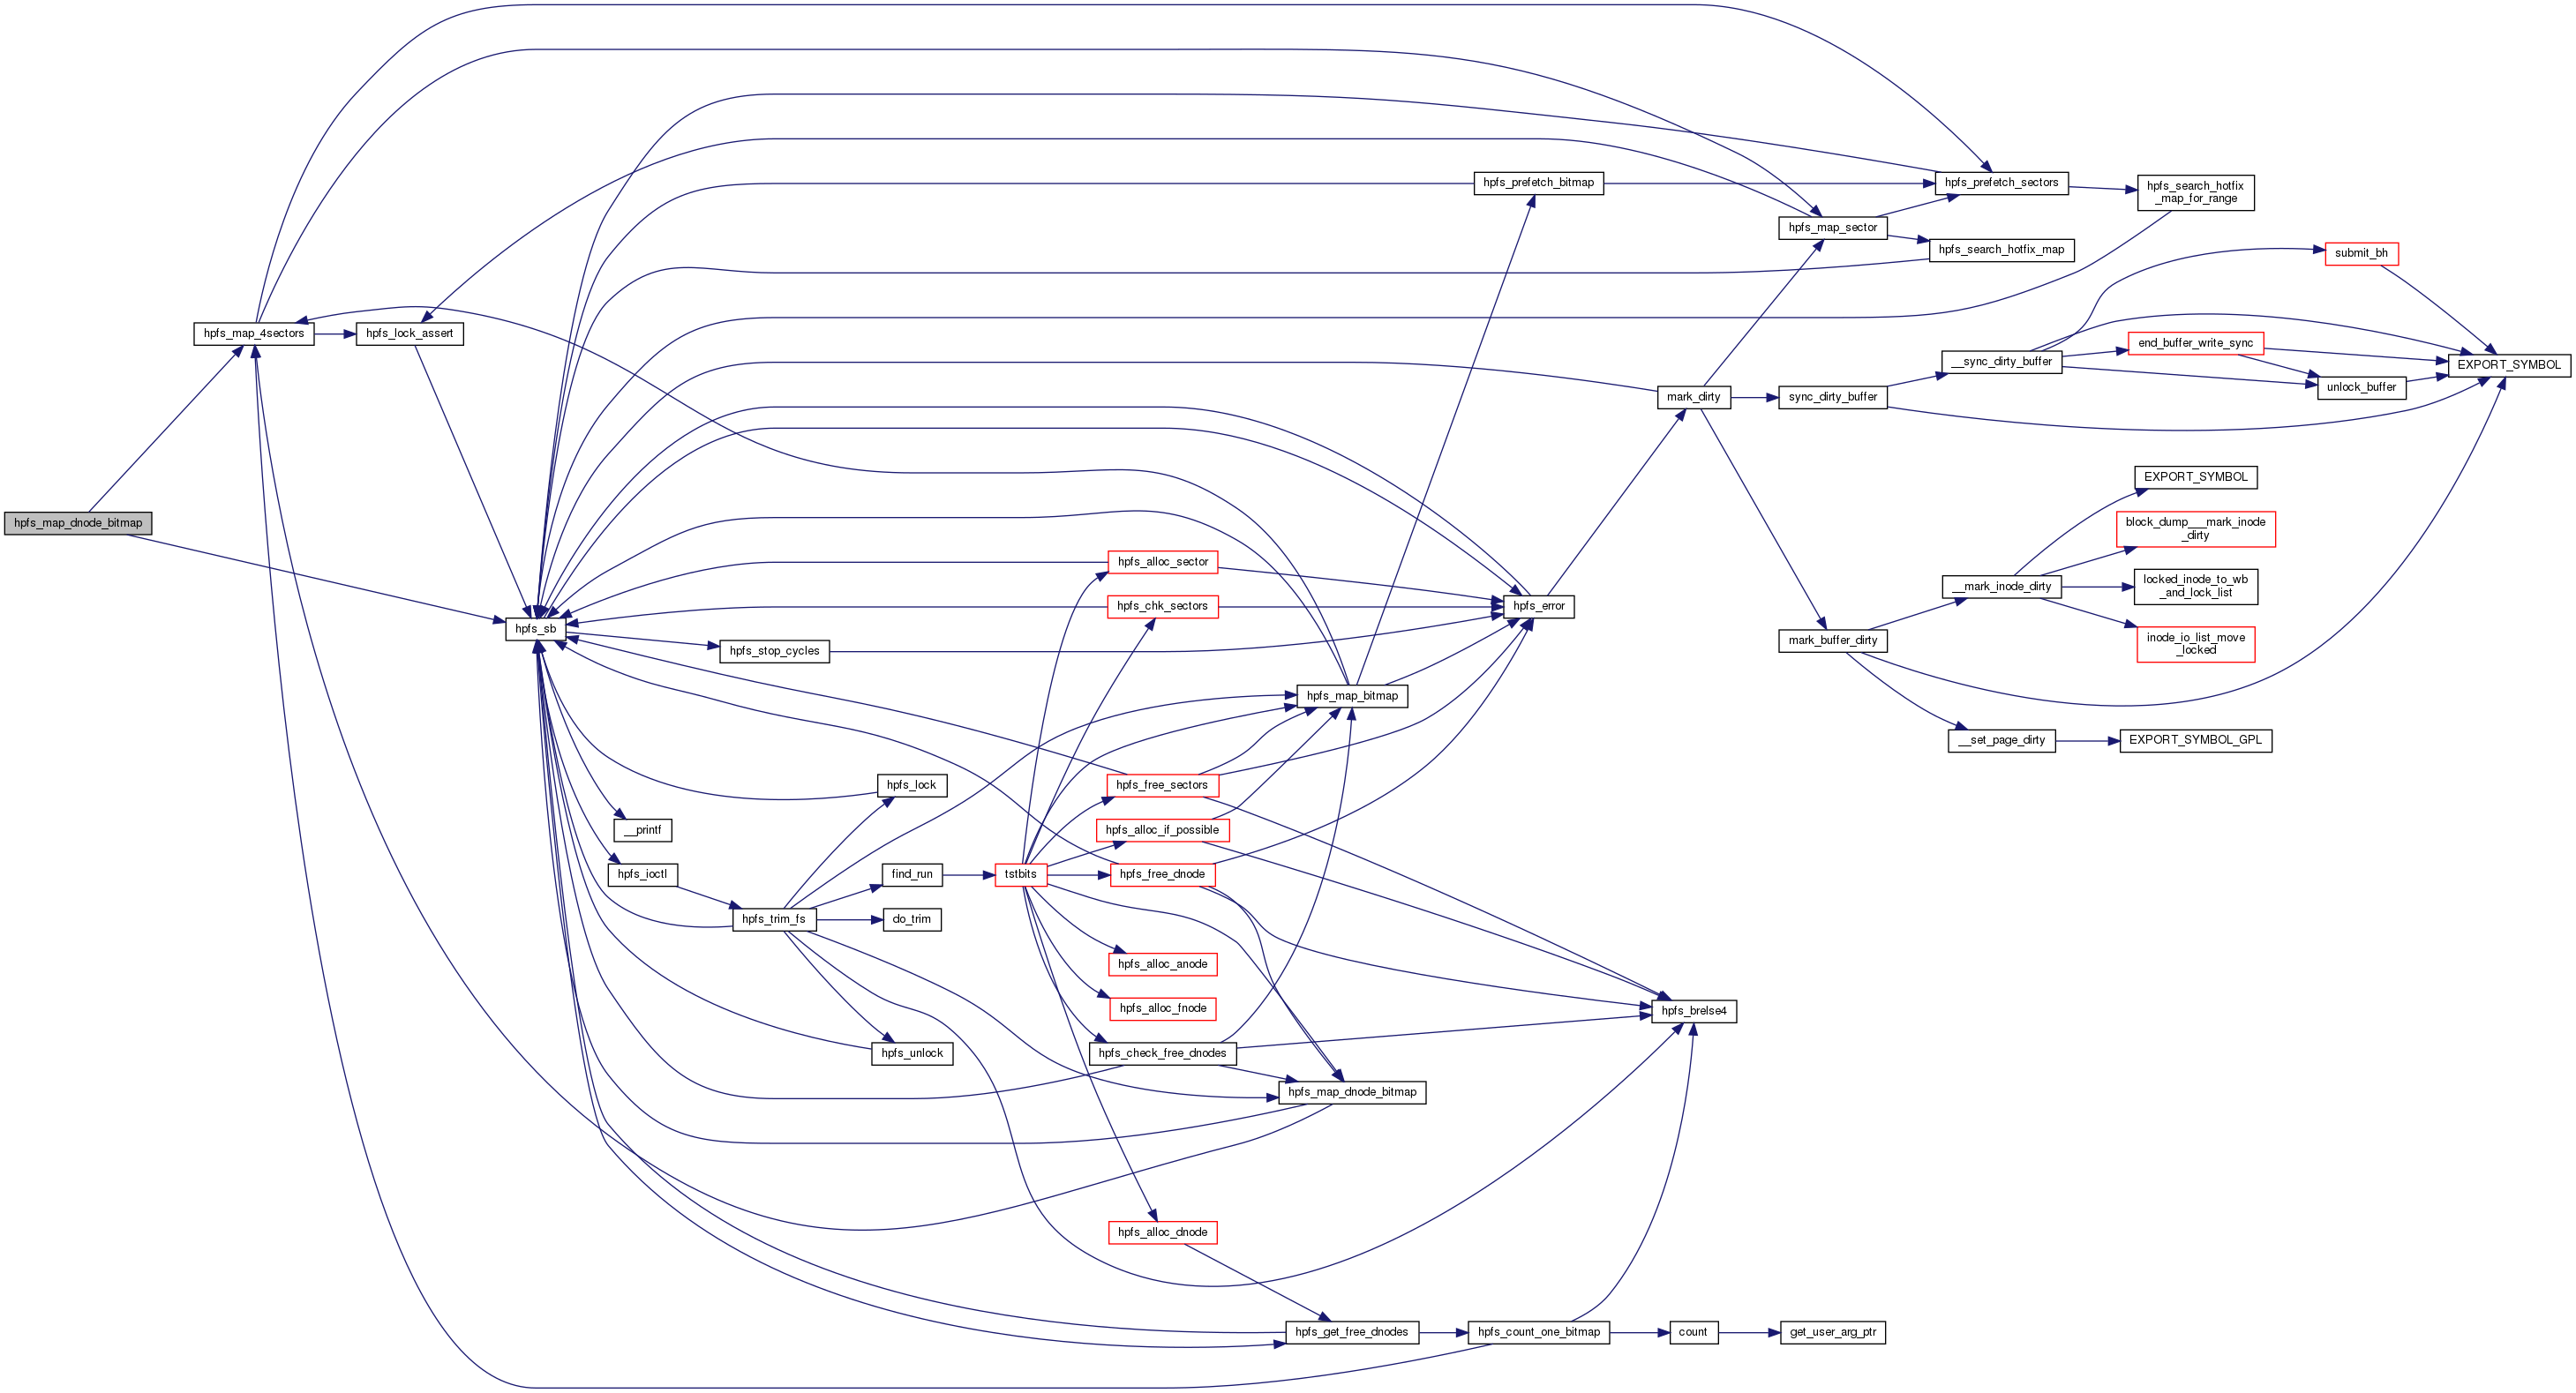 hpfs_prefetch_bitmap
hpfs_prefetch_sectors
hpfs_search_hotfix
_map_for_range
hpfs_map_sector
hpfs_search_hotfix_map
submit_bh
hpfs_map_4sectors
hpfs_lock_assert
end_buffer_write_sync
__sync_dirty_buffer
EXPORT_SYMBOL
unlock_buffer
mark_dirty
sync_dirty_buffer
EXPORT_SYMBOL
hpfs_map_dnode_bitmap
block_dump___mark_inode
_dirty
hpfs_alloc_sector
__mark_inode_dirty
locked_inode_to_wb
_and_lock_list
hpfs_chk_sectors
hpfs_error
hpfs_sb
hpfs_stop_cycles
mark_buffer_dirty
inode_io_list_move
_locked
hpfs_map_bitmap
__set_page_dirty
EXPORT_SYMBOL_GPL
hpfs_lock
hpfs_free_sectors
__printf
hpfs_alloc_if_possible
hpfs_ioctl
find_run
tstbits
hpfs_free_dnode
hpfs_trim_fs
do_trim
hpfs_alloc_anode
hpfs_alloc_fnode
hpfs_brelse4
hpfs_unlock
hpfs_check_free_dnodes
hpfs_map_dnode_bitmap
hpfs_alloc_dnode
hpfs_get_free_dnodes
hpfs_count_one_bitmap
count
get_user_arg_ptr